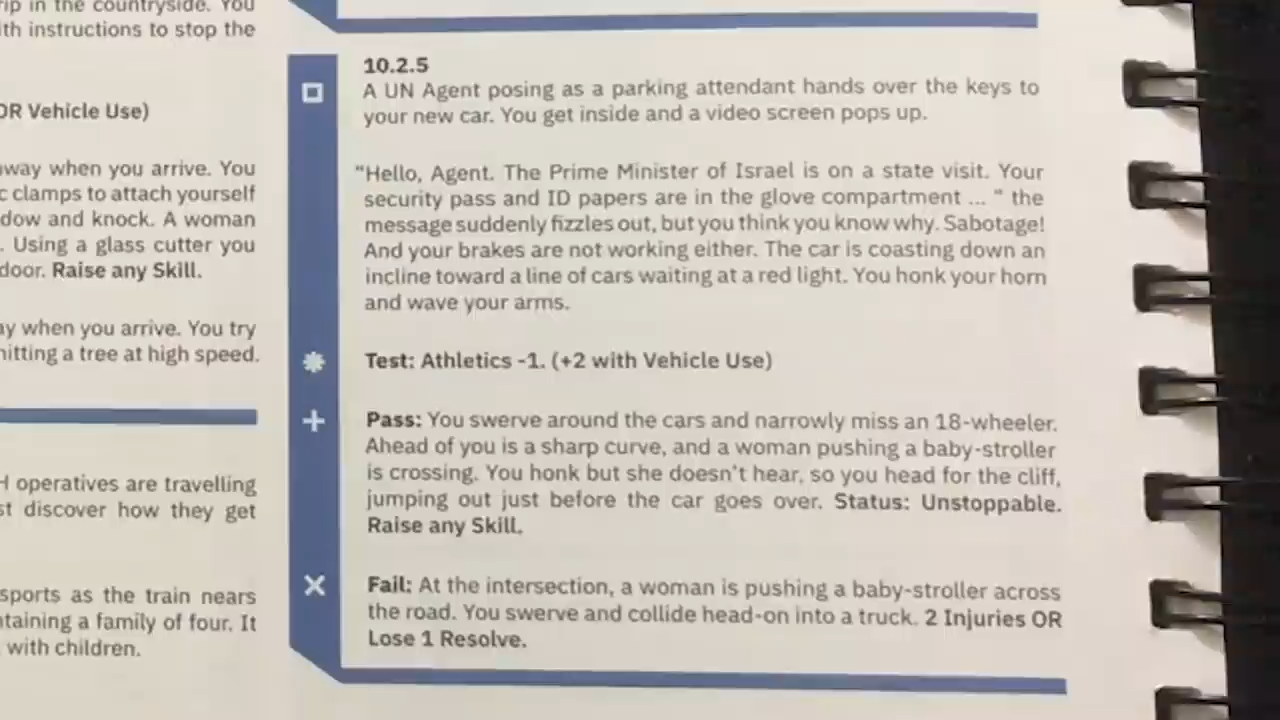 rip in the countryside. You
ith instructions to stop the
OR Vehicle Use)
away when you arrive. You
c clamps to attach yourself
dow and knock. A woman
. Using a glass cutter you
door. Raise any Skill.
ay when you arrive. You try
hitting a tree at high speed.
H operatives are travelling
st discover how they get
sports as the train nears
ntaining a family of four. It
with children.
10.2.5
A UN Agent posing as a parking attendant hands over the keys to
your new car. You get inside and a video screen pops up.
"Hello, Agent. The Prime Minister of Israel is on a state visit. Your
security pass and ID papers are in the glove compartment ... " the
message suddenly fizzles out, but you think you know why. Sabotage!
And your brakes are not working either. The car is coasting down an
incline toward a line of cars waiting at a red light. You honk your horn
and wave your arms.
Test: Athletics -1. (+2 with Vehicle Use)
Pass: You swerve around the cars and narrowly miss an 18-wheeler.
Ahead of you is a sharp curve, and a woman pushing a baby-stroller
is crossing. You honk but she doesn't hear, so you head for the cliff,
jumping out just before the car goes over. Status: Unstoppable.
Raise any Skill.
Fail: At the intersection, a woman is pushing a baby-stroller across
the road. You swerve and collide head-on into a truck. 2 Injuries OR
Lose 1 Resolve.